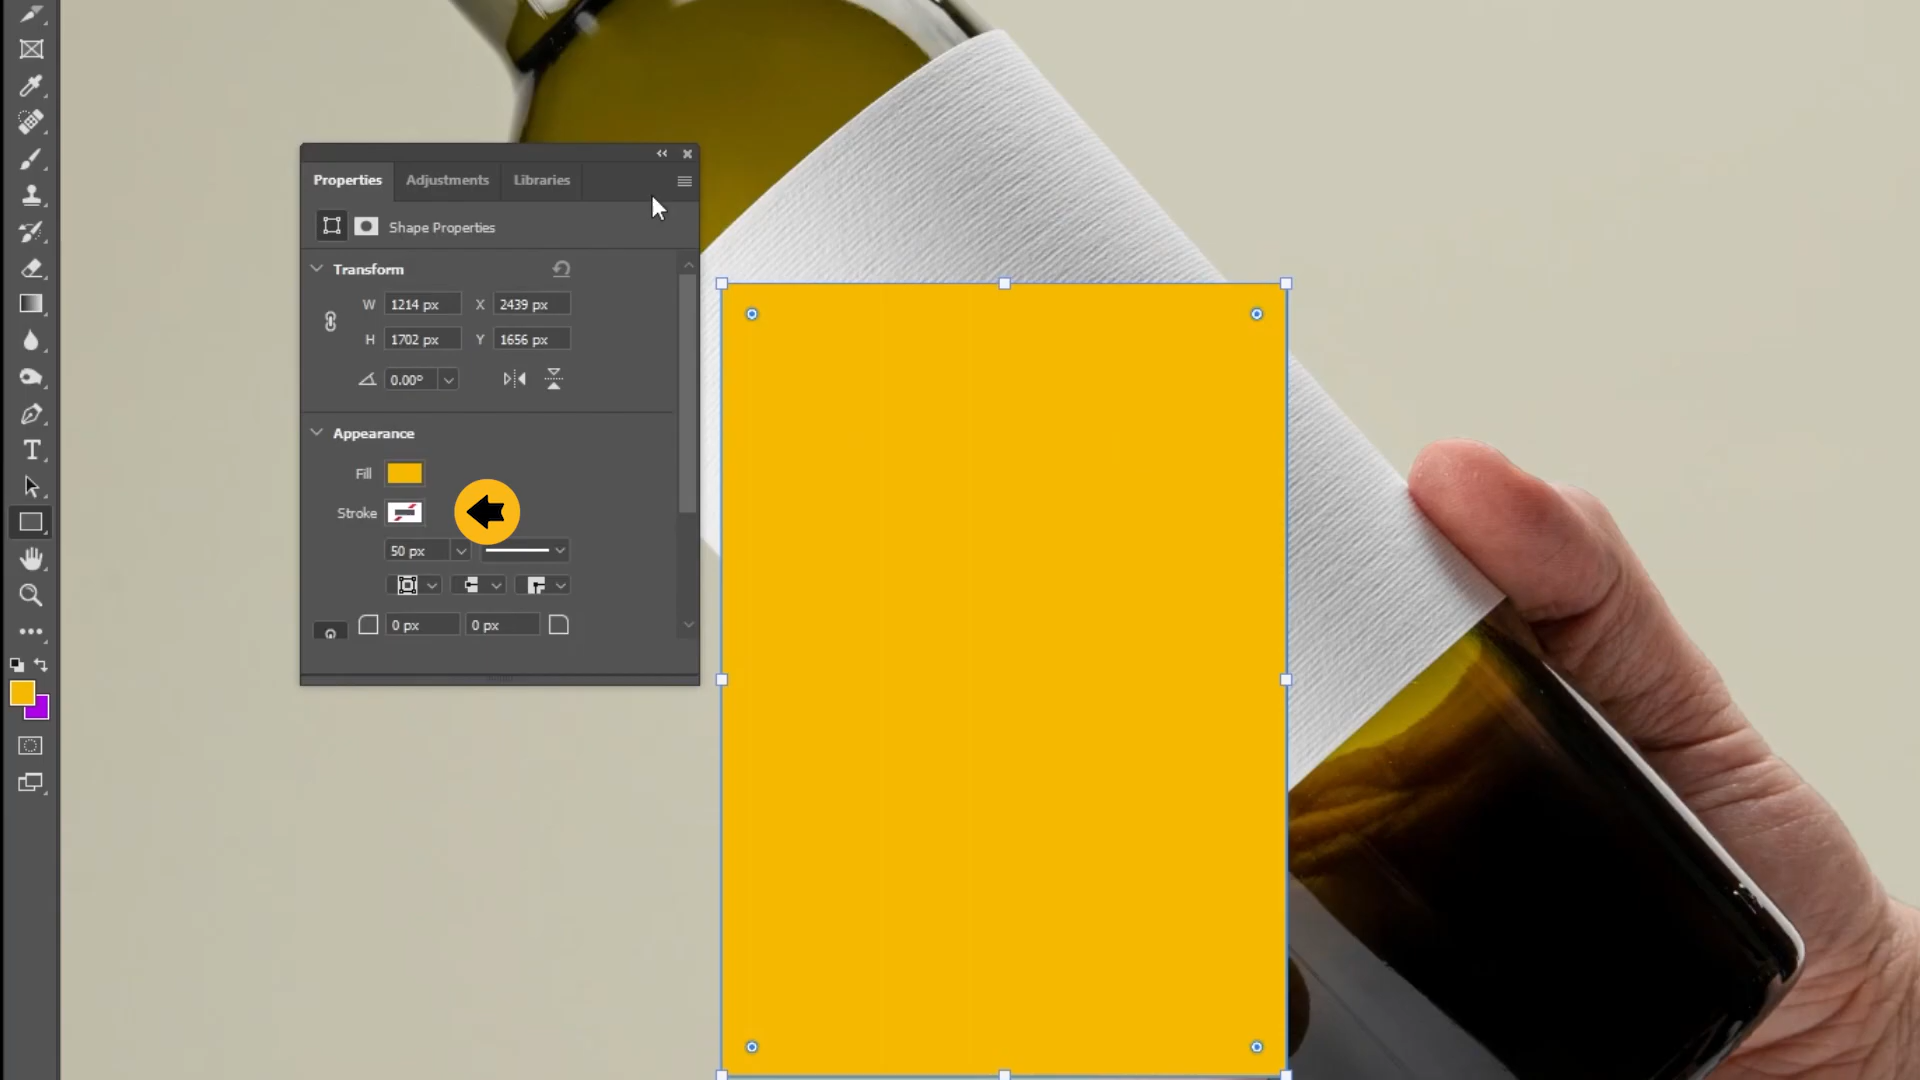 Properties Adjustments Libraries
Shape Properties
Transform
W 1214 px X 2439 px
H 1702 px Y 1656 px
0.00º
Appearance
Fill
Stroke
50 px
0 px 0 px